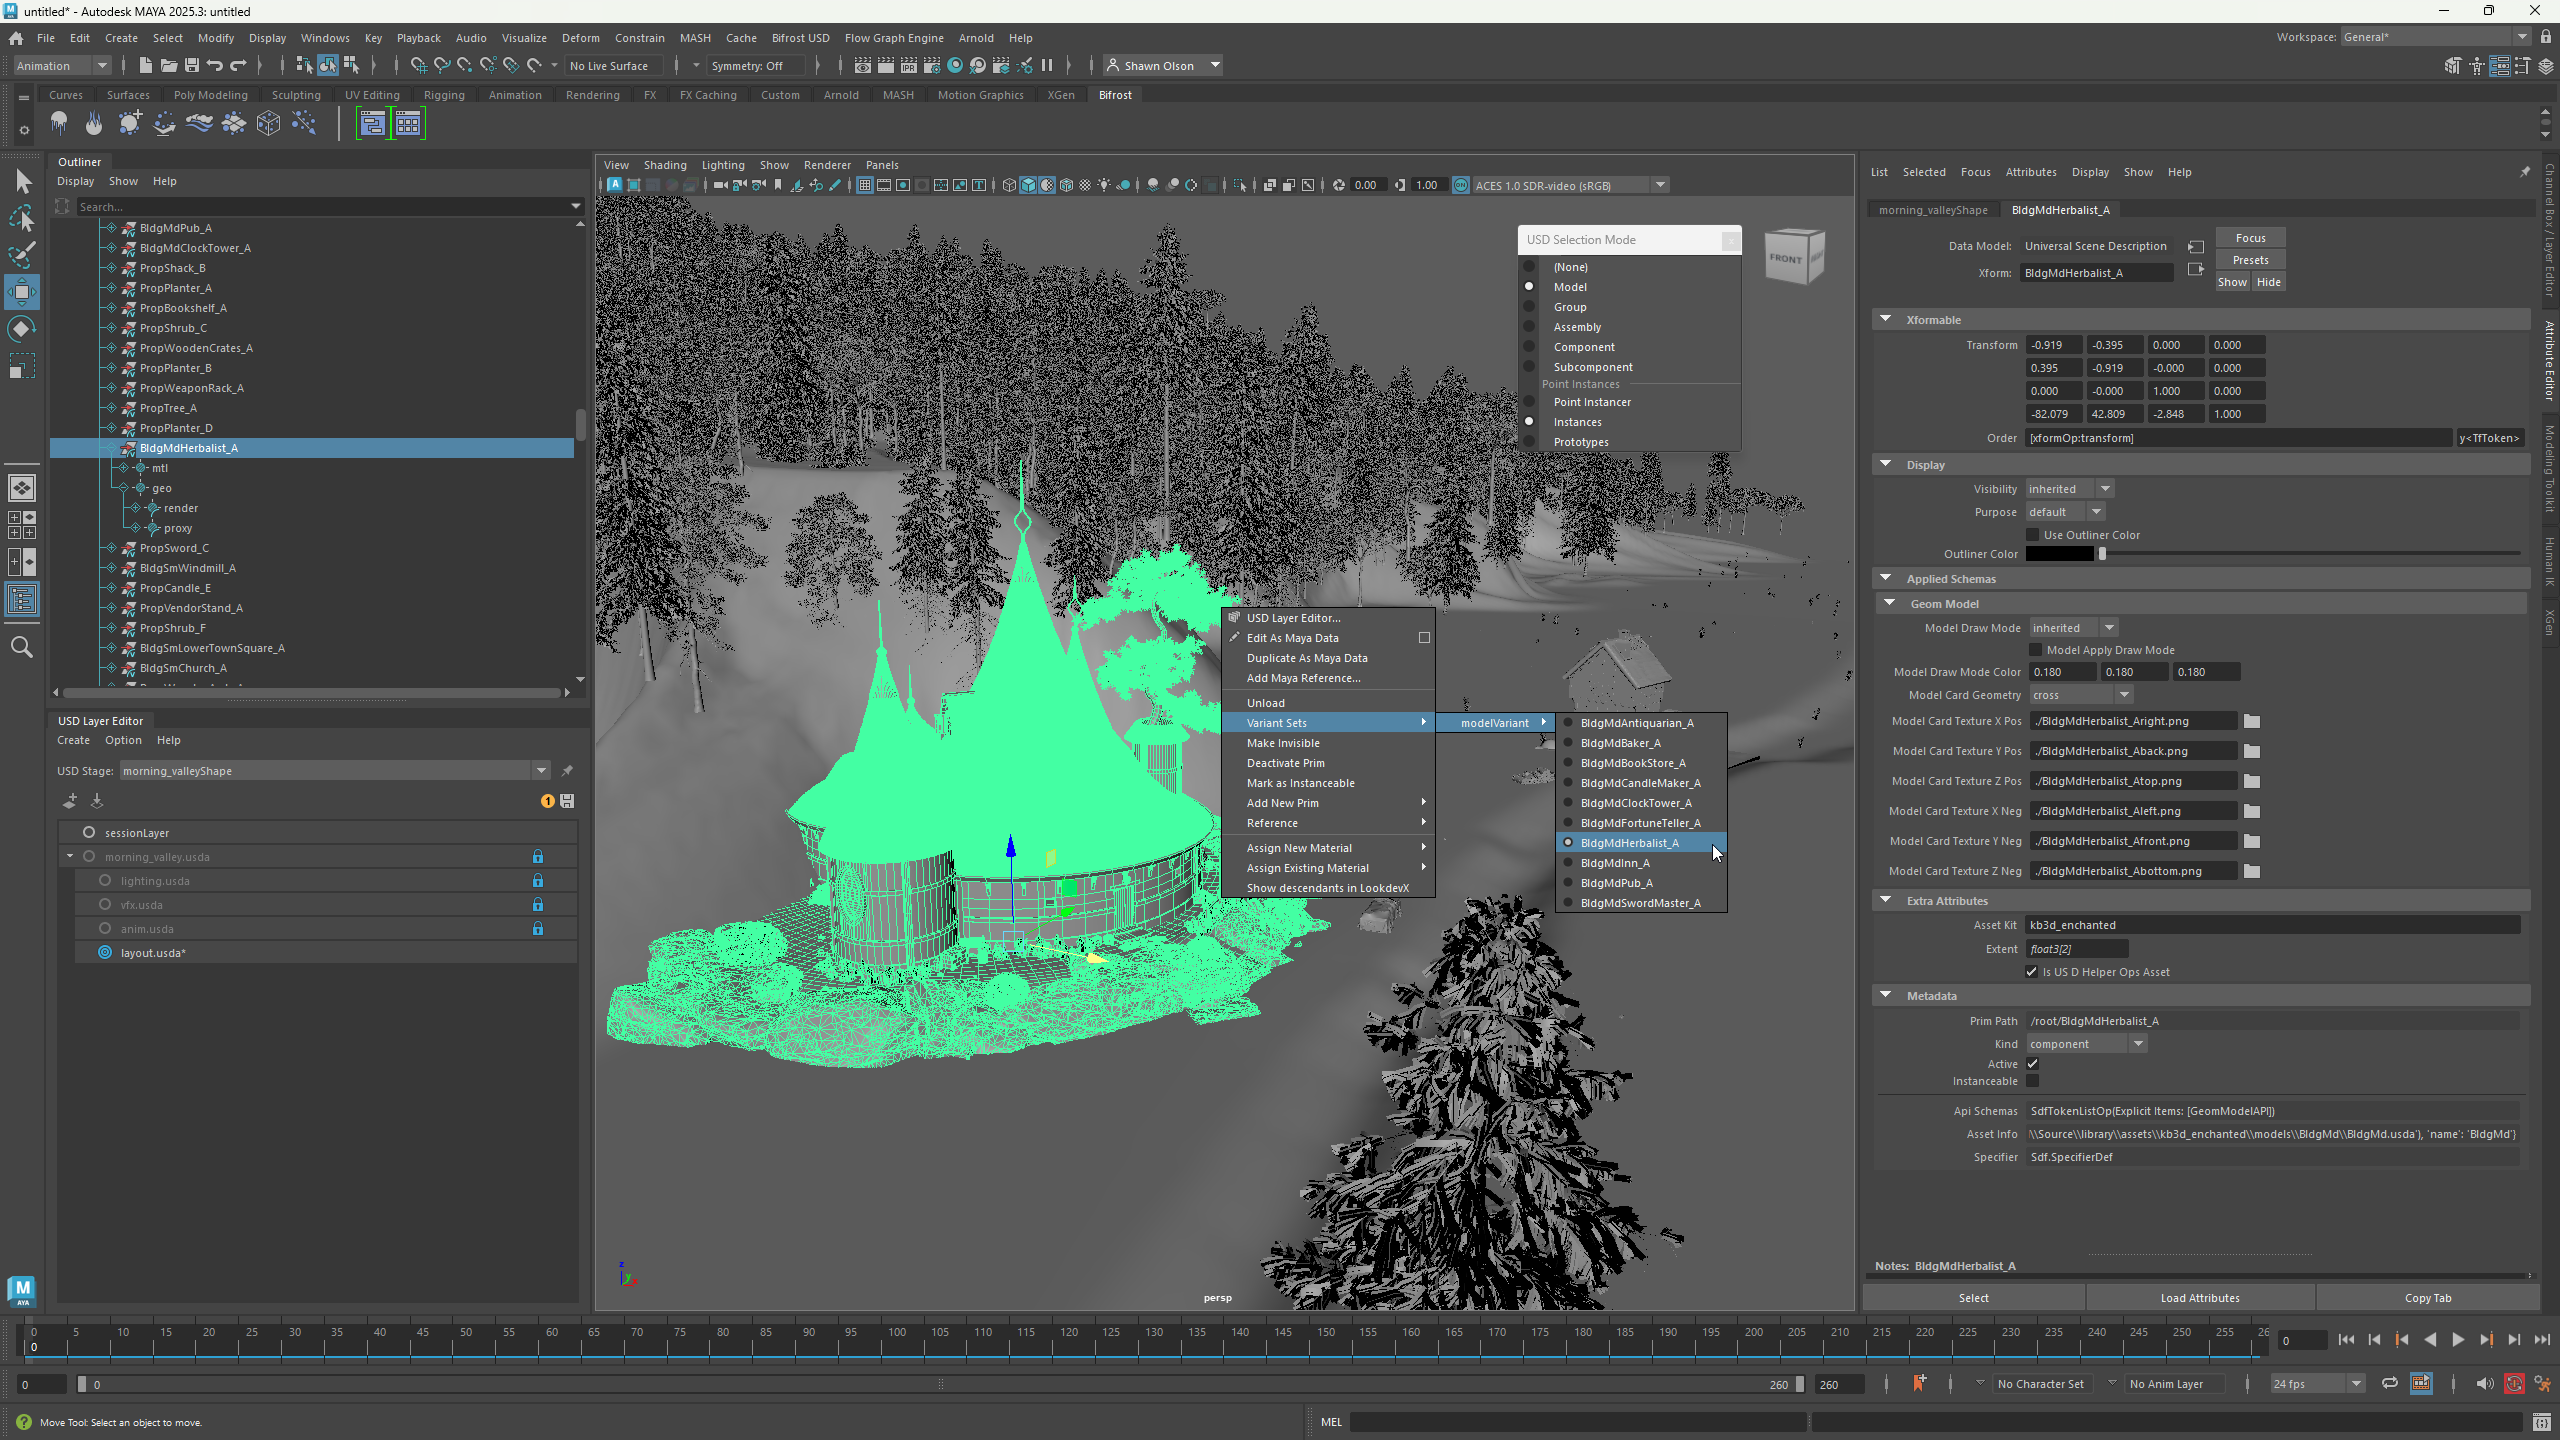 untitled* - Autodesk MAYA 2025.3: untitled
File Edit Create Select Modify Display Windows Key Playback Audio Visualize Deform Constrain MASH Cache Bifrost USD Flow Graph Engine Arnold Help
Workspace: General*
Animation
No Live Surface
Symmetry: Off
Shawn Olson
Curves Surfaces Poly Modeling Sculpting UV Editing Rigging Animation Rendering FX FX Caching Custom Arnold MASH Motion Graphics XGen Bifrost
Outliner
Display Show Help
Search...
BldgMdPub_A
BldgMdClockTower_A
PropShack_B
PropPlanter_A
PropBookshelf_A
PropShrub_C
PropWoodenCrates_A
PropPlanter_B
PropWeaponRack_A
PropTree_A
PropPlanter_D
BldgMdHerbalist_A
mtl
geo
render
proxy
PropSword_C
BldgSmWindmill_A
PropCandle_E
PropVendorStand_A
PropShrub_F
BldgSmLowerTownSquare_A
BldgSmChurch_A
USD Layer Editor
Create Option Help
USD Stage: morning_valleyShape
1
sessionLayer
morning_valley.usda
lighting.usda
vfx.usda
anim.usda
layout.usda*
View Shading Lighting Show Renderer Panels
0.00 1.00 ACES 1.0 SDR-video (sRGB)
USD Selection Mode
(None)
Model
Group
Assembly
Component
Subcomponent
Point Instances
Point Instancer
Instances
Prototypes
FRONT
USD Layer Editor...
Edit As Maya Data
Duplicate As Maya Data
Add Maya Reference...
Unload
Variant Sets
Make Invisible
Deactivate Prim
Mark as Instanceable
Add New Prim
Reference
Assign New Material
Assign Existing Material
Show descendants in LookdevX
modelVariant
BldgMdAntiquarian_A
BldgMdBaker_A
BldgMdBookStore_A
BldgMdCandleMaker_A
BldgMdClockTower_A
BldgMdFortuneTeller_A
BldgMdHerbalist_A
BldgMdInn_A
BldgMdPub_A
BldgMdSwordMaster_A
z
y
x
persp
List Selected Focus Attributes Display Show Help
morning_valleyShape BldgMdHerbalist_A
Data Model: Universal Scene Description
Xform: BldgMdHerbalist_A
Focus
Presets
Show Hide
Xformable
Transform -0.919 -0.395 0.000 0.000
0.395 -0.919 -0.000 0.000
0.000 -0.000 1.000 0.000
-82.079 42.809 -2.848 1.000
Order [xformOp:transform] y<TfToken>
Display
Visibility inherited
Purpose default
Use Outliner Color
Outliner Color
Applied Schemas
Geom Model
Model Draw Mode inherited
Model Apply Draw Mode
Model Draw Mode Color 0.180 0.180 0.180
Model Card Geometry cross
Model Card Texture X Pos ./BldgMdHerbalist_Aright.png
Model Card Texture Y Pos ./BldgMdHerbalist_Aback.png
Model Card Texture Z Pos ./BldgMdHerbalist_Atop.png
Model Card Texture X Neg ./BldgMdHerbalist_Aleft.png
Model Card Texture Y Neg ./BldgMdHerbalist_Afront.png
Model Card Texture Z Neg ./BldgMdHerbalist_Abottom.png
Extra Attributes
Asset Kit kb3d_enchanted
Extent float3[2]
Is US D Helper Ops Asset
Metadata
Prim Path /root/BldgMdHerbalist_A
Kind component
Active
Instanceable
Api Schemas SdfTokenListOp(Explicit Items: [GeomModelAPI])
Asset Info \\Source\\library\\assets\\kb3d_enchanted\\models\\BldgMd\\BldgMd.usda'), 'name': 'BldgMd'}
Specifier Sdf.SpecifierDef
Notes: BldgMdHerbalist_A
Select Load Attributes Copy Tab
Channel Box / Layer Editor
Attribute Editor
Modeling Toolkit
Human IK
XGen
M
AYA
0 5 10 15 20 25 30 35 40 45 50 55 60 65 70 75 80 85 90 95 100 105 110 115 120 125 130 135 140 145 150 155 160 165 170 175 180 185 190 195 200 205 210 215 220 225 230 235 240 245 250 255 26
0
0
0 0 260 260
No Character Set
No Anim Layer
24 fps
Move Tool: Select an object to move.
MEL